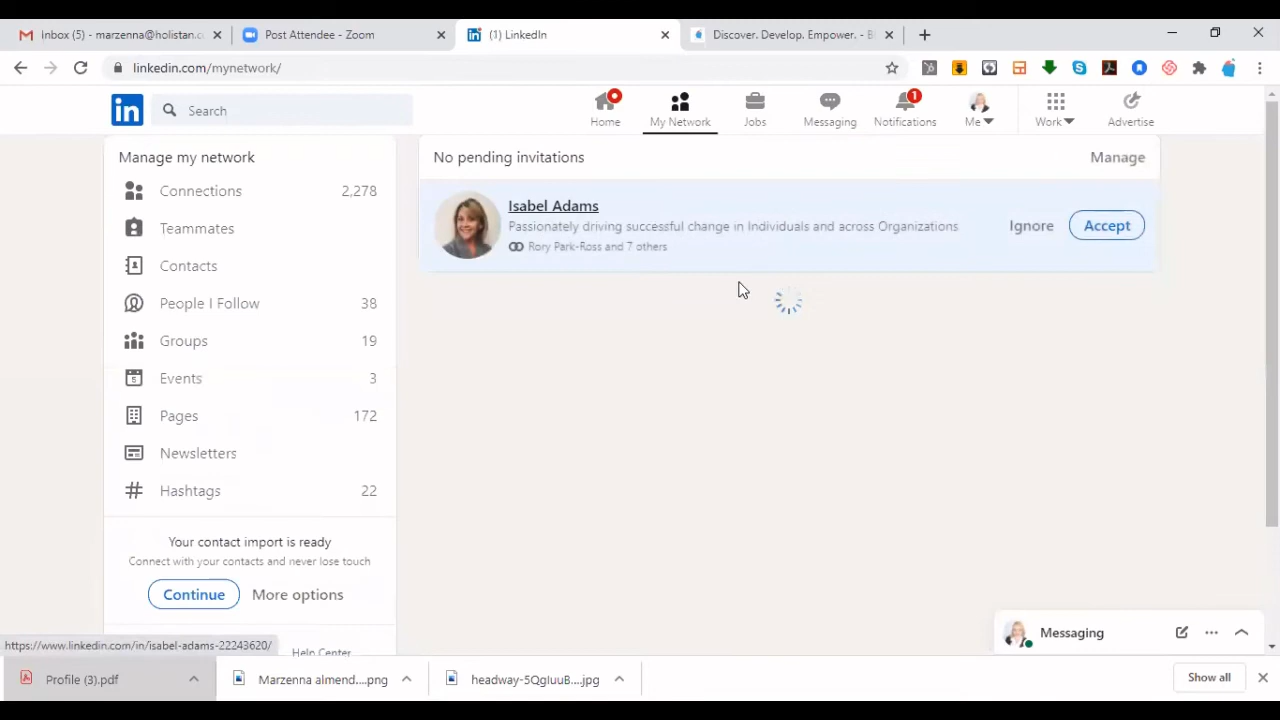 Inbox (5) - marzenna@holistan.c
Post Attendee - Zoom
(1) LinkedIn
Discover. Develop. Empower. - B
linkedin.com/mynetwork/
in
Search
Home
My Network
Jobs
Messaging
1
Notifications
Me
Work
Advertise
Manage my network
Connections 2,278
Teammates
Contacts
People I Follow 38
Groups 19
Events 3
Pages 172
Newsletters
Hashtags 22
Your contact import is ready
Connect with your contacts and never lose touch
Continue More options
Help Center
No pending invitations Manage
Isabel Adams
Passionately driving successful change in Individuals and across Organizations
Rory Park-Ross and 7 others
Ignore Accept
Messaging
https://www.linkedin.com/in/isabel-adams-22243620/
Profile (3).pdf
Marzenna almend....png
headway-5QgIuuB....jpg
Show all